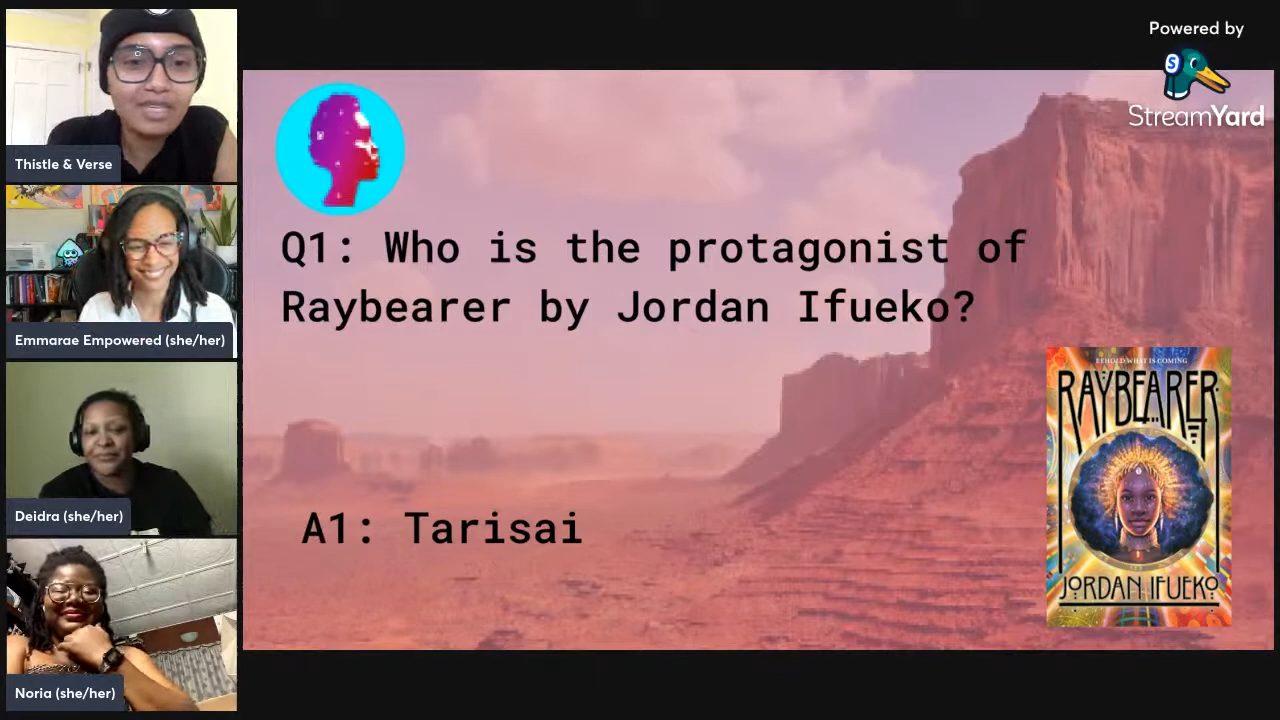 Powered by
StreamYard
Thistle & Verse
Emmarae Empowered (she/her)
Deidra (she/her)
Noria (she/her)
Q1: Who is the protagonist of
Raybearer by Jordan Ifueko?
A1: Tarisai
BEHOLD WHAT IS COMING
RAYBEARER
JORDAN IFUEKO